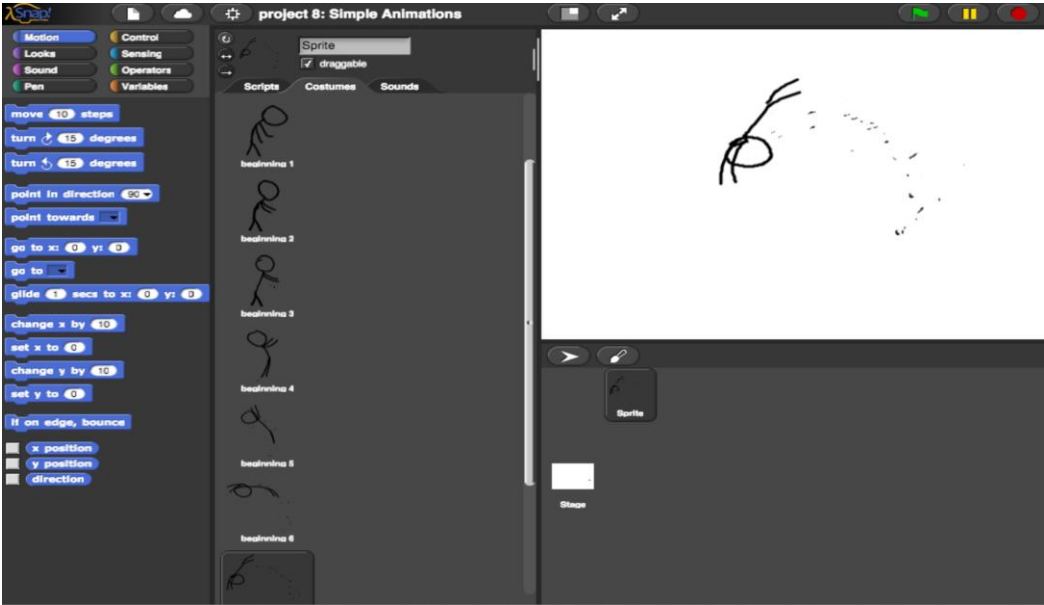 Snap!
project 8: Simple Animations
Motion
Control
Looks
Sensing
Sound
Operators
Pen
Variables
move 10 steps
turn 15 degrees
turn 15 degrees
point in direction 90
point towards
go to x: 0 y: 0
go to
glide 1 secs to x: 0 y: 0
change x by 10
set x to 0
change y by 10
set y to 0
if on edge, bounce
x position
y position
direction
Sprite
draggable
Scripts Costumes Sounds
beginning 1
beginning 2
beginning 3
beginning 4
beginning 5
beginning 6
Sprite
Stage